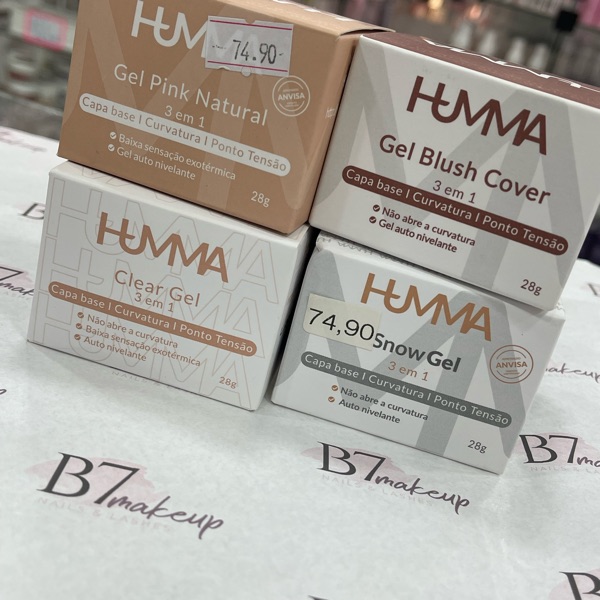 HUMMA
74.90
Gel Pink Natural
3 em 1
Capa base | Curvatura | Ponto Tensão
Baixa sensação exotérmica
Gel auto nivelante
28g
ANVISA
HUMMA
Gel Blush Cover
3 em 1
Capa base | Curvatura | Ponto Tensão
Não abre a curvatura
Gel auto nivelante
28g
HUMMA
Clear Gel
3 em 1
Capa base | Curvatura | Ponto Tensão
Não abre a curvatura
Baixa sensação exotérmica
Auto nivelante
28g
HUMMA
74,90
Snow Gel
3 em 1
Capa base | Curvatura | Ponto Tensão
Não abre a curvatura
Auto nivelante
28g
ANVISA
B7makeup
NAILS & LASHES
B7makeup
NAILS & LASHES